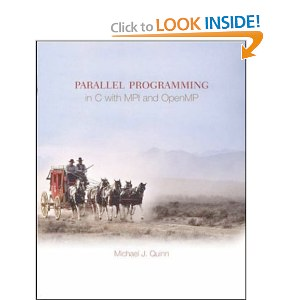 Click to
LOOK INSIDE!
PARALLEL PROGRAMMING
in C with MPI and OpenMP
Michael J. Quinn